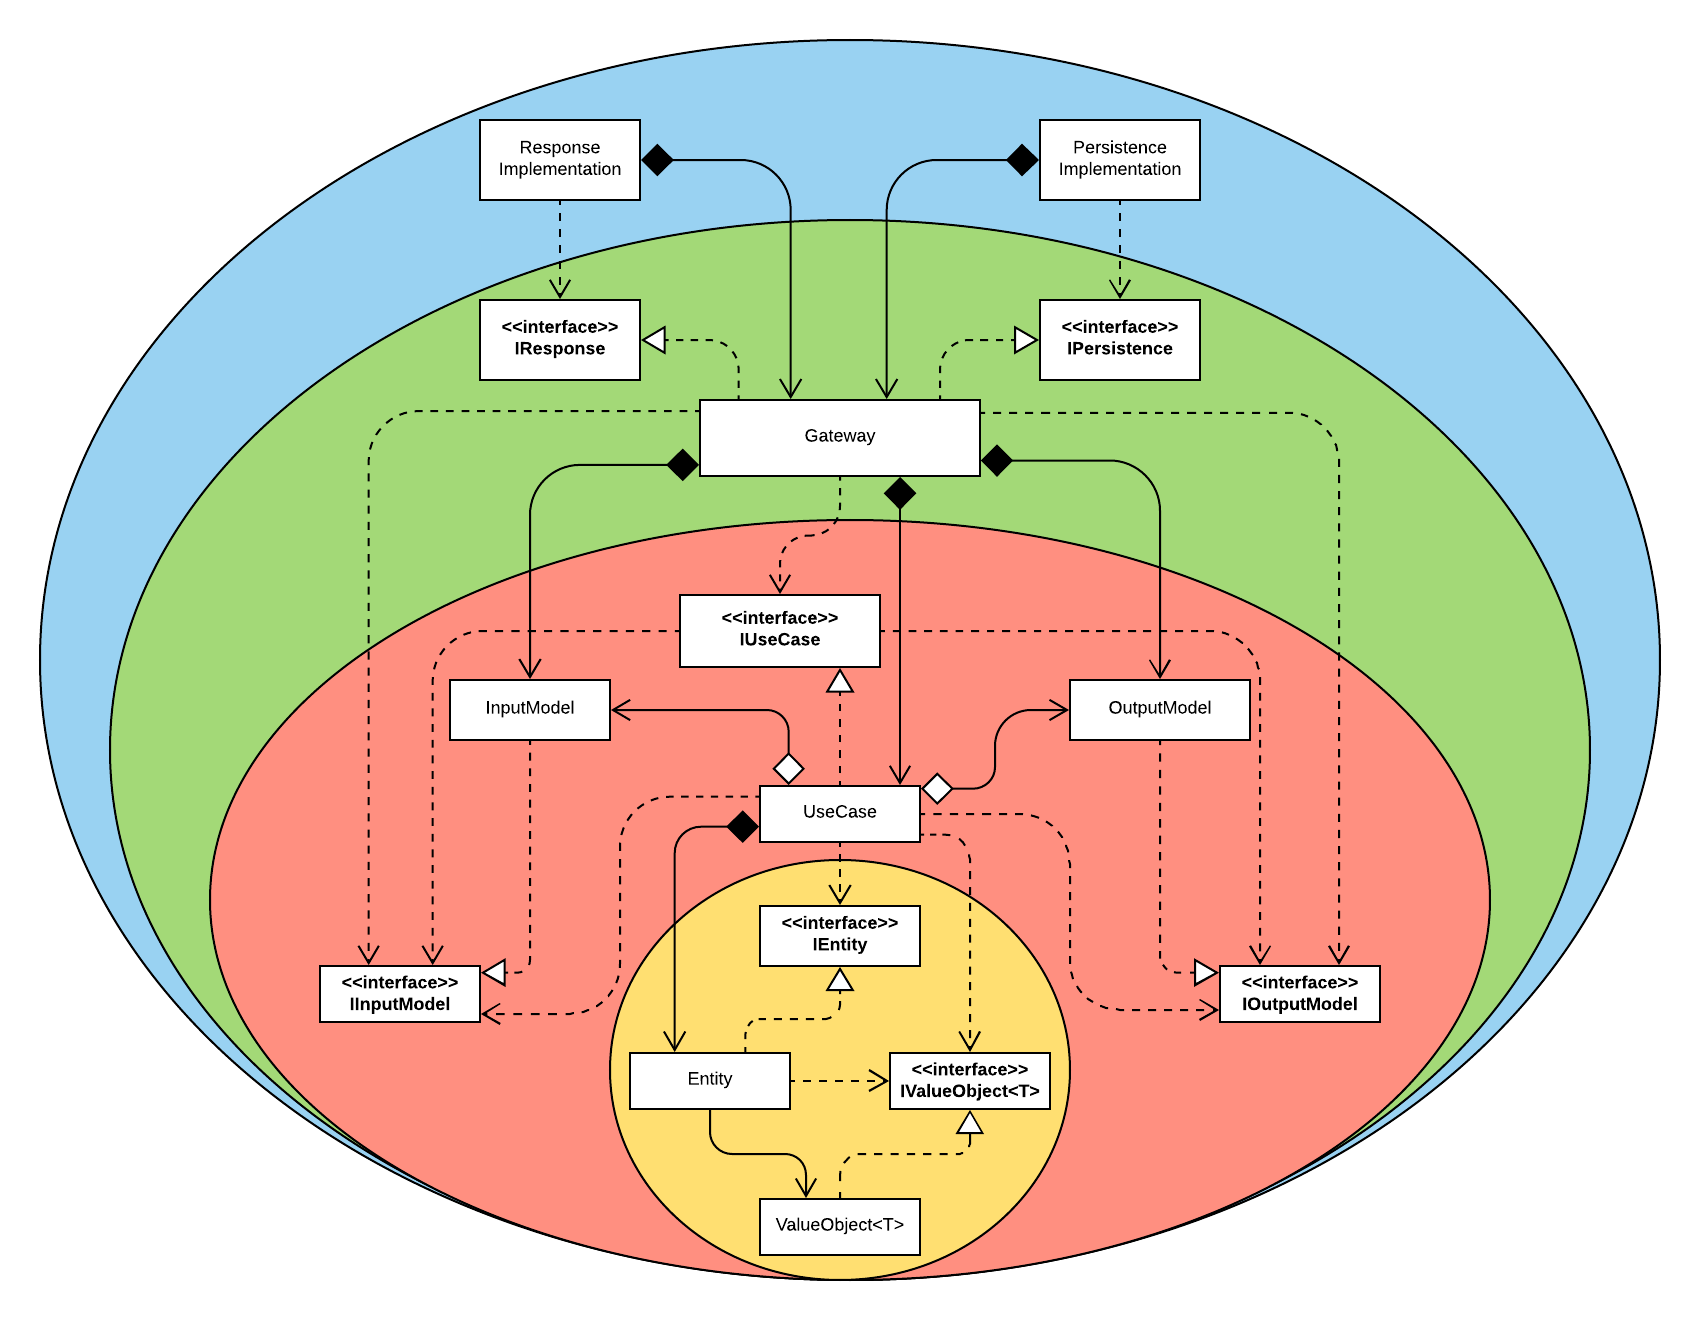 Response
Implementation
Persistence
Implementation
<<interface>>
IResponse
<<interface>>
IPersistence
Gateway
<<interface>>
IUseCase
InputModel
OutputModel
UseCase
<<interface>>
IEntity
<<interface>>
IInputModel
<<interface>>
IOutputModel
Entity
<<interface>>
IValueObject<T>
ValueObject<T>